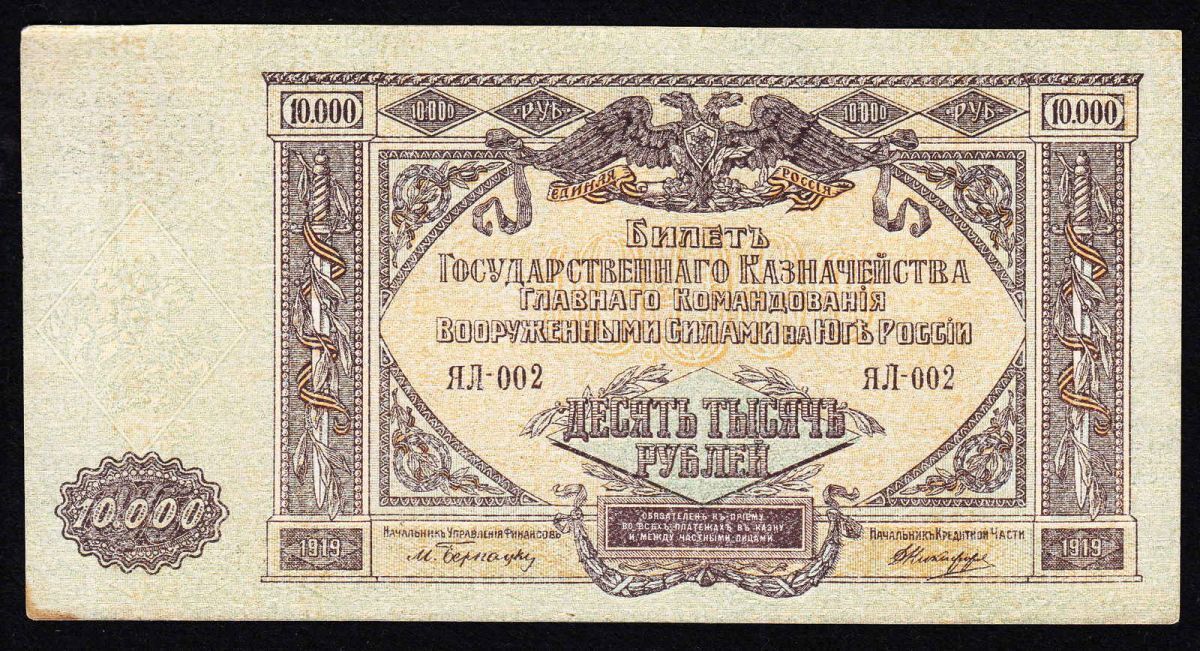 10.000 10.000 РУБ 10.000 РУБ 10.000
ЕДИНАЯ РОССІЯ
БИЛЕТЪ
ГОСУДАРСТВЕННАГО КАЗНАЧЕЙСТВА
ГЛАВНАГО КОМАНДОВАНІЯ
ВООРУЖЕННЫМИ СИЛАМИ НА ЮГѢ РОССІИ
ЯЛ-002 ЯЛ-002
ДЕСЯТЬ ТЫСЯЧЪ
РУБЛЕЙ
10.000
ОБЯЗАТЕЛЕНЪ КЪ ПРІЕМУ
ВО ВСѢХЪ ПЛАТЕЖАХЪ ВЪ КАЗНУ
И МЕЖДУ ЧАСТНЫМИ ЛИЦАМИ.
НАЧАЛЬНИКЪ УПРАВЛЕНІЯ ФИНАНСОВЪ НАЧАЛЬНИКЪ КРЕДИТНОЙ ЧАСТИ
1919 М. Бернацкій 1919